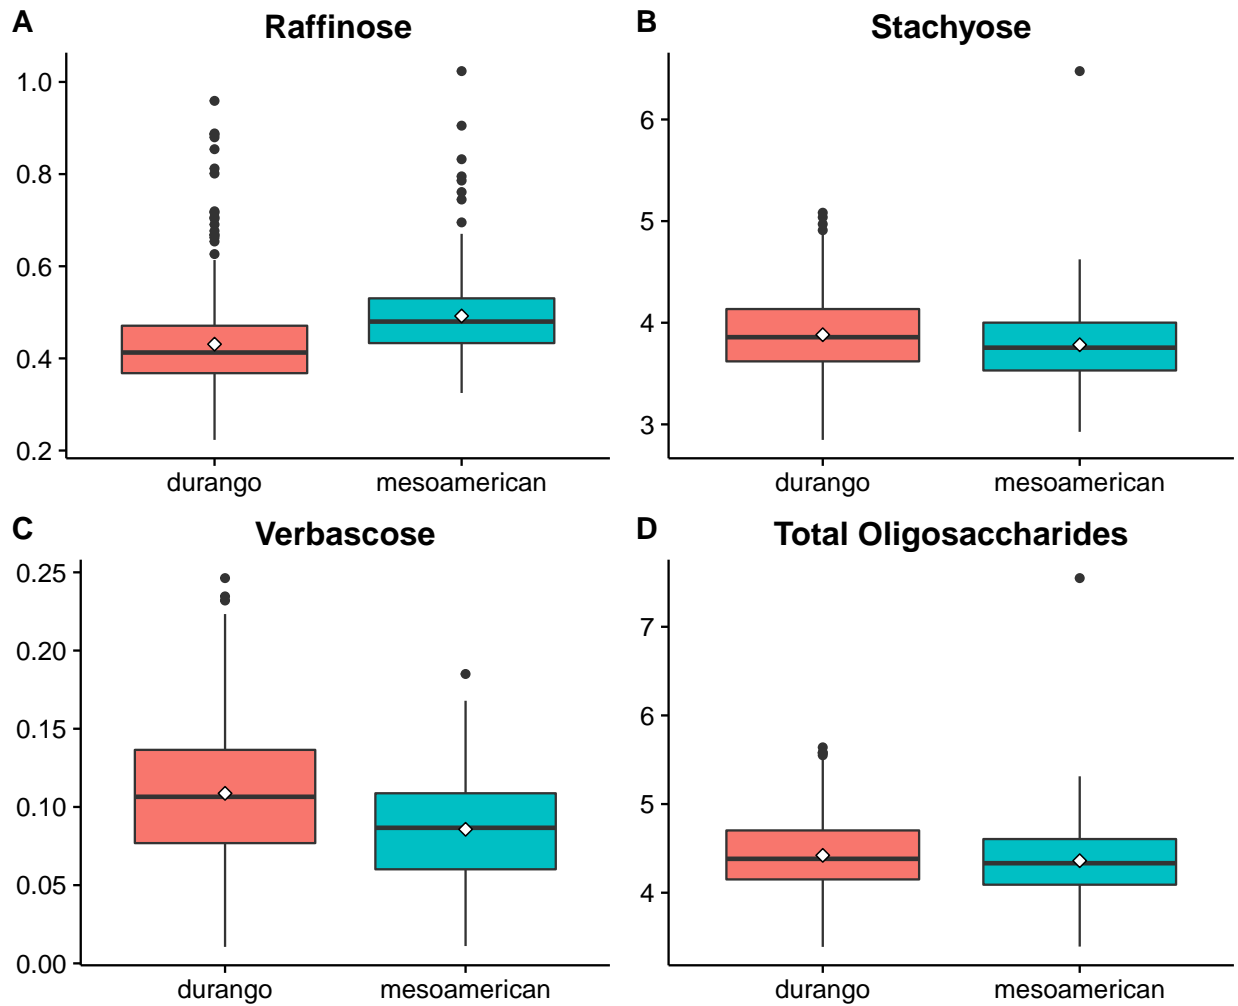 A
Raffinose
1.0
0.8
0.6
0.4
0.2
durango
mesoamerican
B
Stachyose
6
5
4
3
durango
mesoamerican
C
Verbascose
0.25
0.20
0.15
0.10
0.05
0.00
durango
mesoamerican
D
Total Oligosaccharides
7
6
5
4
durango
mesoamerican